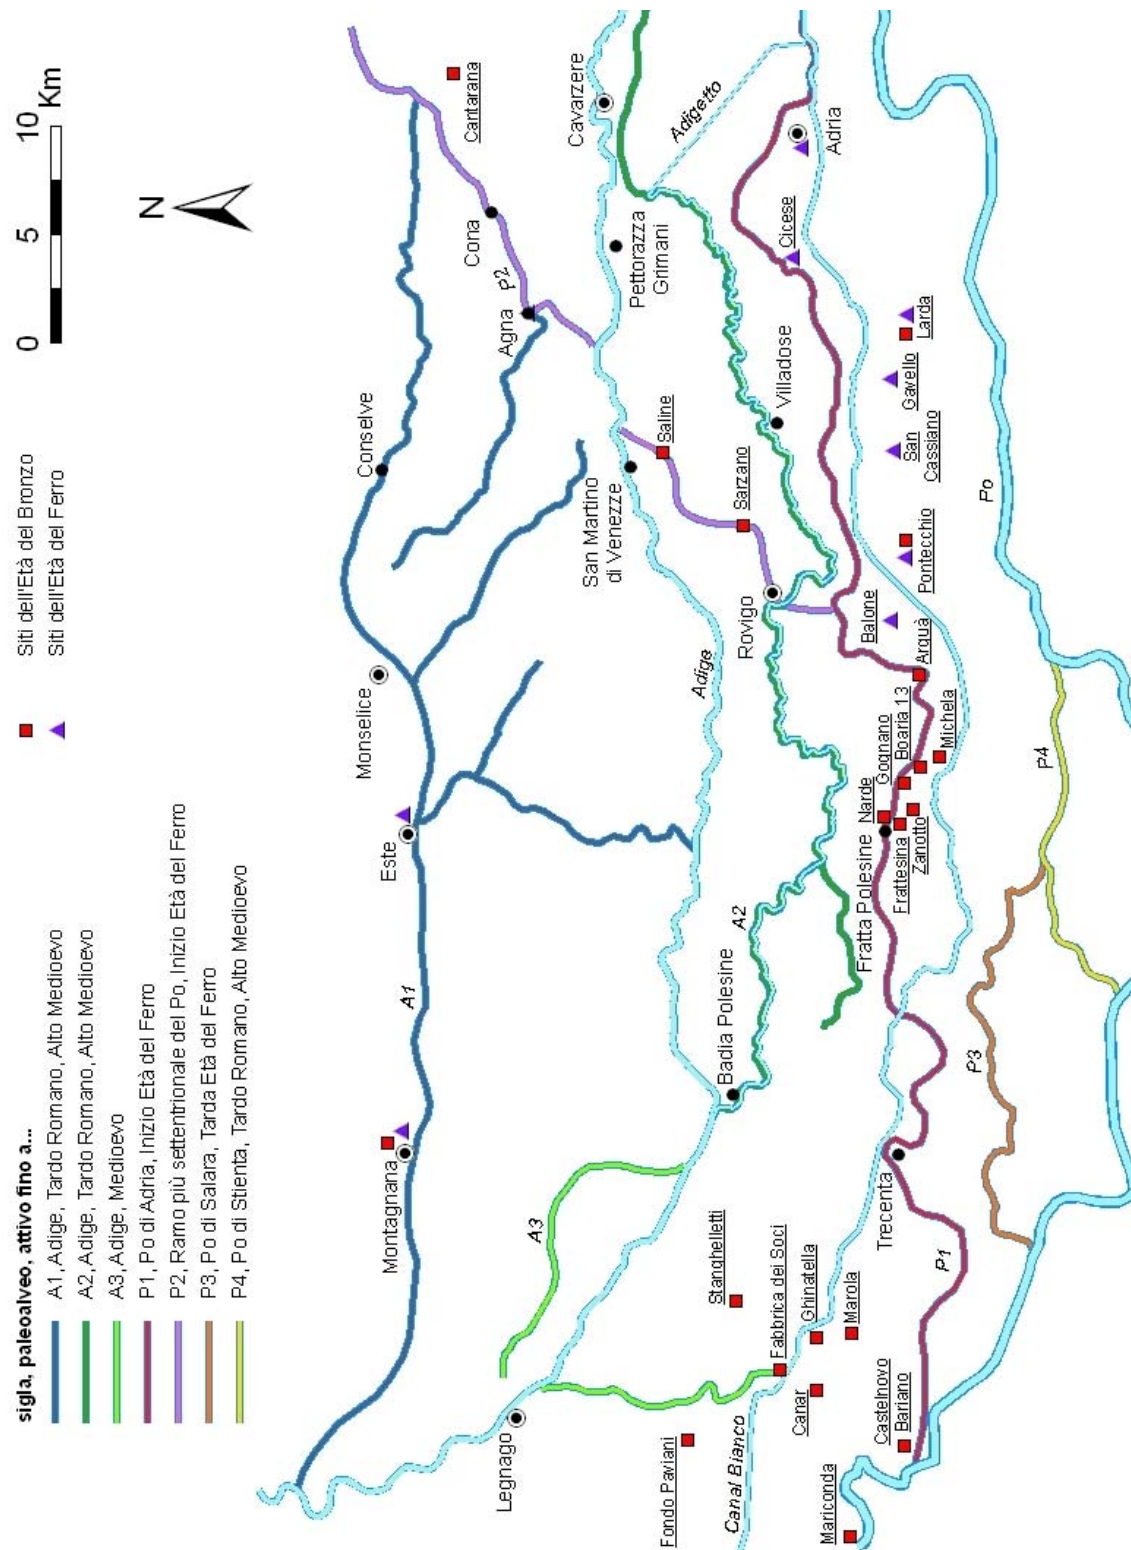 sigla, paleoalveo, attivo fino a...
A1, Adige, Tardo Romano, Alto Medioevo
A2, Adige, Tardo Romano, Alto Medioevo
A3, Adige, Medioevo
P1, Po di Adria, Inizio Età del Ferro
P2, Ramo più settentrionale del Po, Inizio Età del Ferro
P3, Po di Salara, Tarda Età del Ferro
P4, Po di Stienta, Tardo Romano, Alto Medioevo
Siti dell'Età del Bronzo
Siti dell'Età del Ferro
0 5 10 Km
N
Montagnana
A1
Este
Monselice
Conselve
Agna
P2
Cona
Cantarana
Legnago
A3
San Martino
di Venezze
Saline
Pettorazza
Grimani
Cavarzere
Adige
Fondo Paviani
Stanghelletti
Badia Polesine
A2
Rovigo
Sarzano
Villadose
Adigetto
Canal Bianco
Fabbrica dei Soci
Canar
Ghinatella
Marola
Trecenta
Fratta Polesine
Narde
Frattesina
Zanotto
Gognano
Boaria 13
Michela
Arquà
Balone
Pontecchio
San
Cassiano
Gavello
Larda
Cicese
Adria
Mariconda
Castelnovo
Bariano
P1
P3
P4
Po